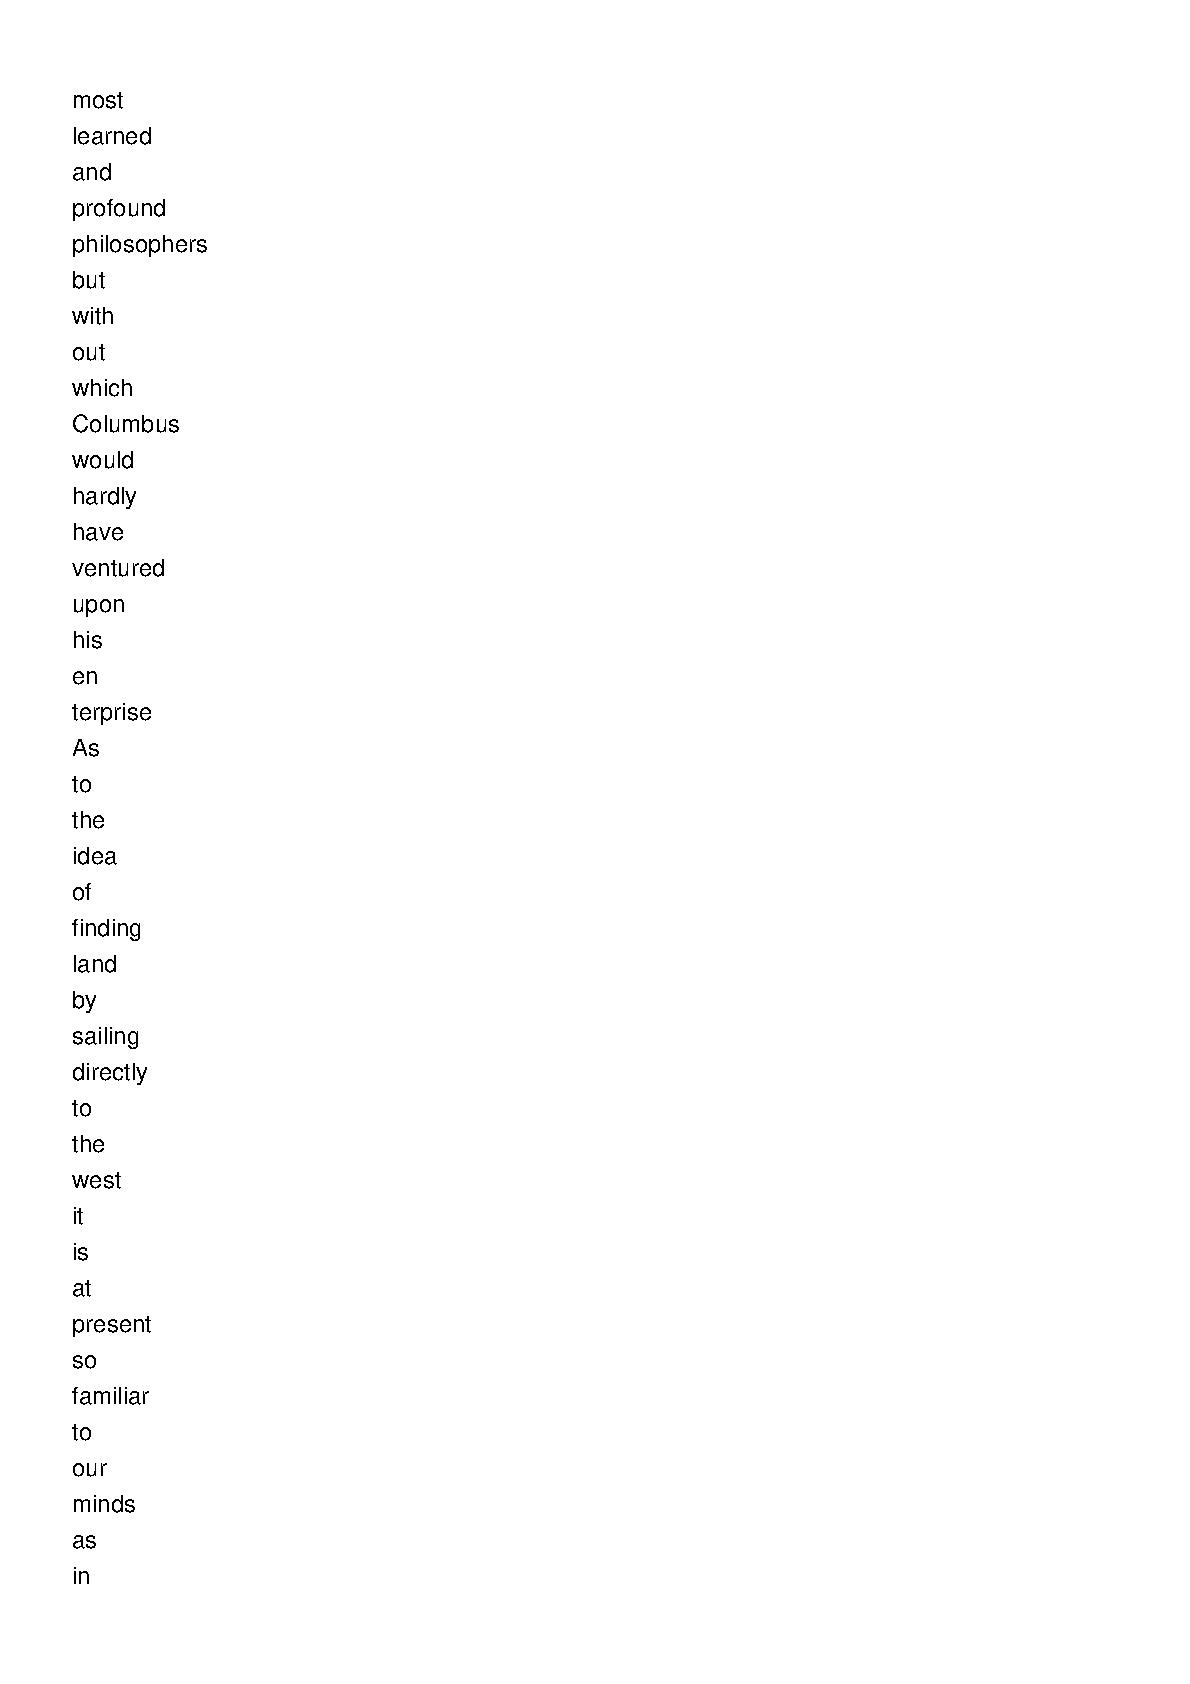 most
learned
and
profound
philosophers
but
with
out
which
Columbus
would
hardly
have
ventured
upon
his
en
terprise
As
to
the
idea
of
finding
land
by
sailing
directly
to
the
west
it
is
at
present
so
familiar
to
our
minds
as
in